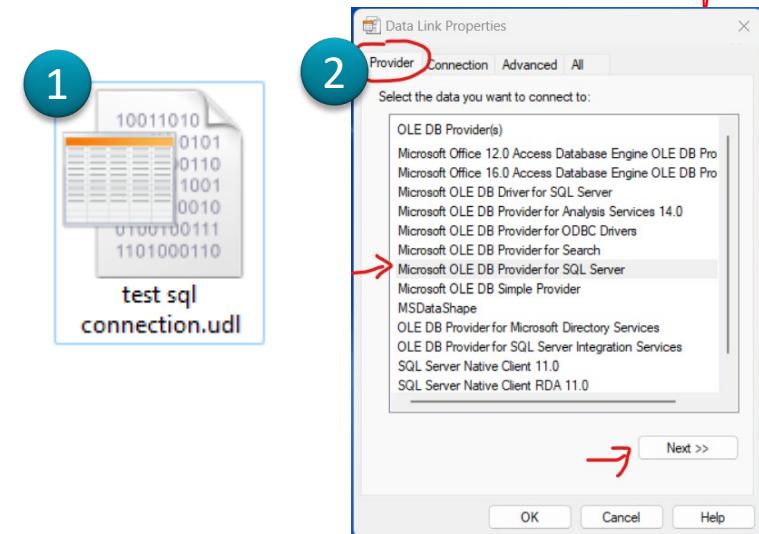 1
10011010
0101
0110
1001
0010
0100100111
1101000110
test sql
connection.udl
2
Data Link Properties
Provider Connection Advanced All
Select the data you want to connect to:
OLE DB Provider(s)
Microsoft Office 12.0 Access Database Engine OLE DB Pro
Microsoft Office 16.0 Access Database Engine OLE DB Pro
Microsoft OLE DB Driver for SQL Server
Microsoft OLE DB Provider for Analysis Services 14.0
Microsoft OLE DB Provider for ODBC Drivers
Microsoft OLE DB Provider for Search
Microsoft OLE DB Provider for SQL Server
Microsoft OLE DB Simple Provider
MSDataShape
OLE DB Provider for Microsoft Directory Services
OLE DB Provider for SQL Server Integration Services
SQL Server Native Client 11.0
SQL Server Native Client RDA 11.0
Next >>
OK Cancel Help